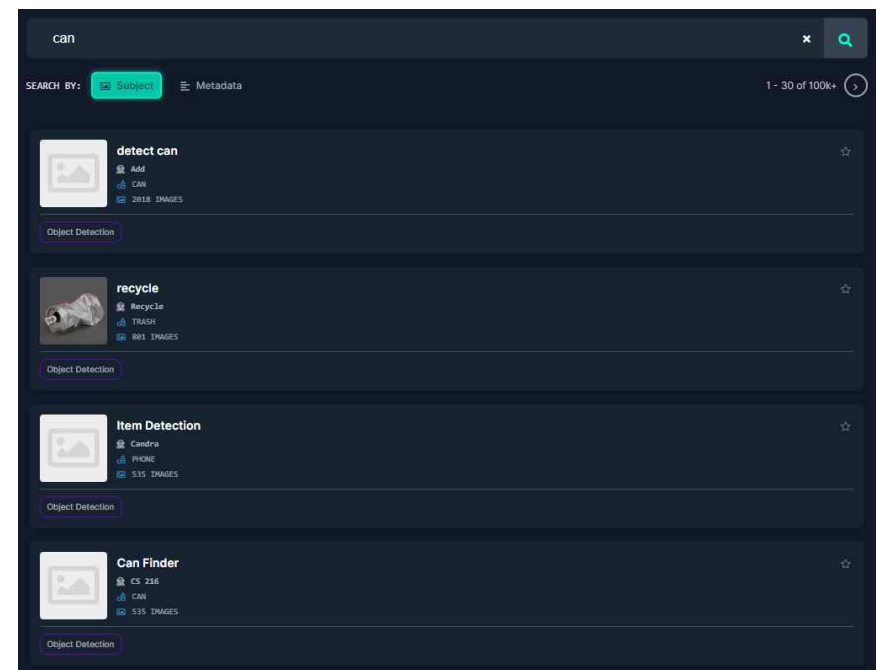 can
SEARCH BY: Subject Metadata 1 - 30 of 100k+
detect can
Add
CAN
2018 IMAGES
Object Detection
recycle
Recycle
TRASH
801 IMAGES
Object Detection
Item Detection
Candra
PHONE
535 IMAGES
Object Detection
Can Finder
CS 216
CAN
535 IMAGES
Object Detection